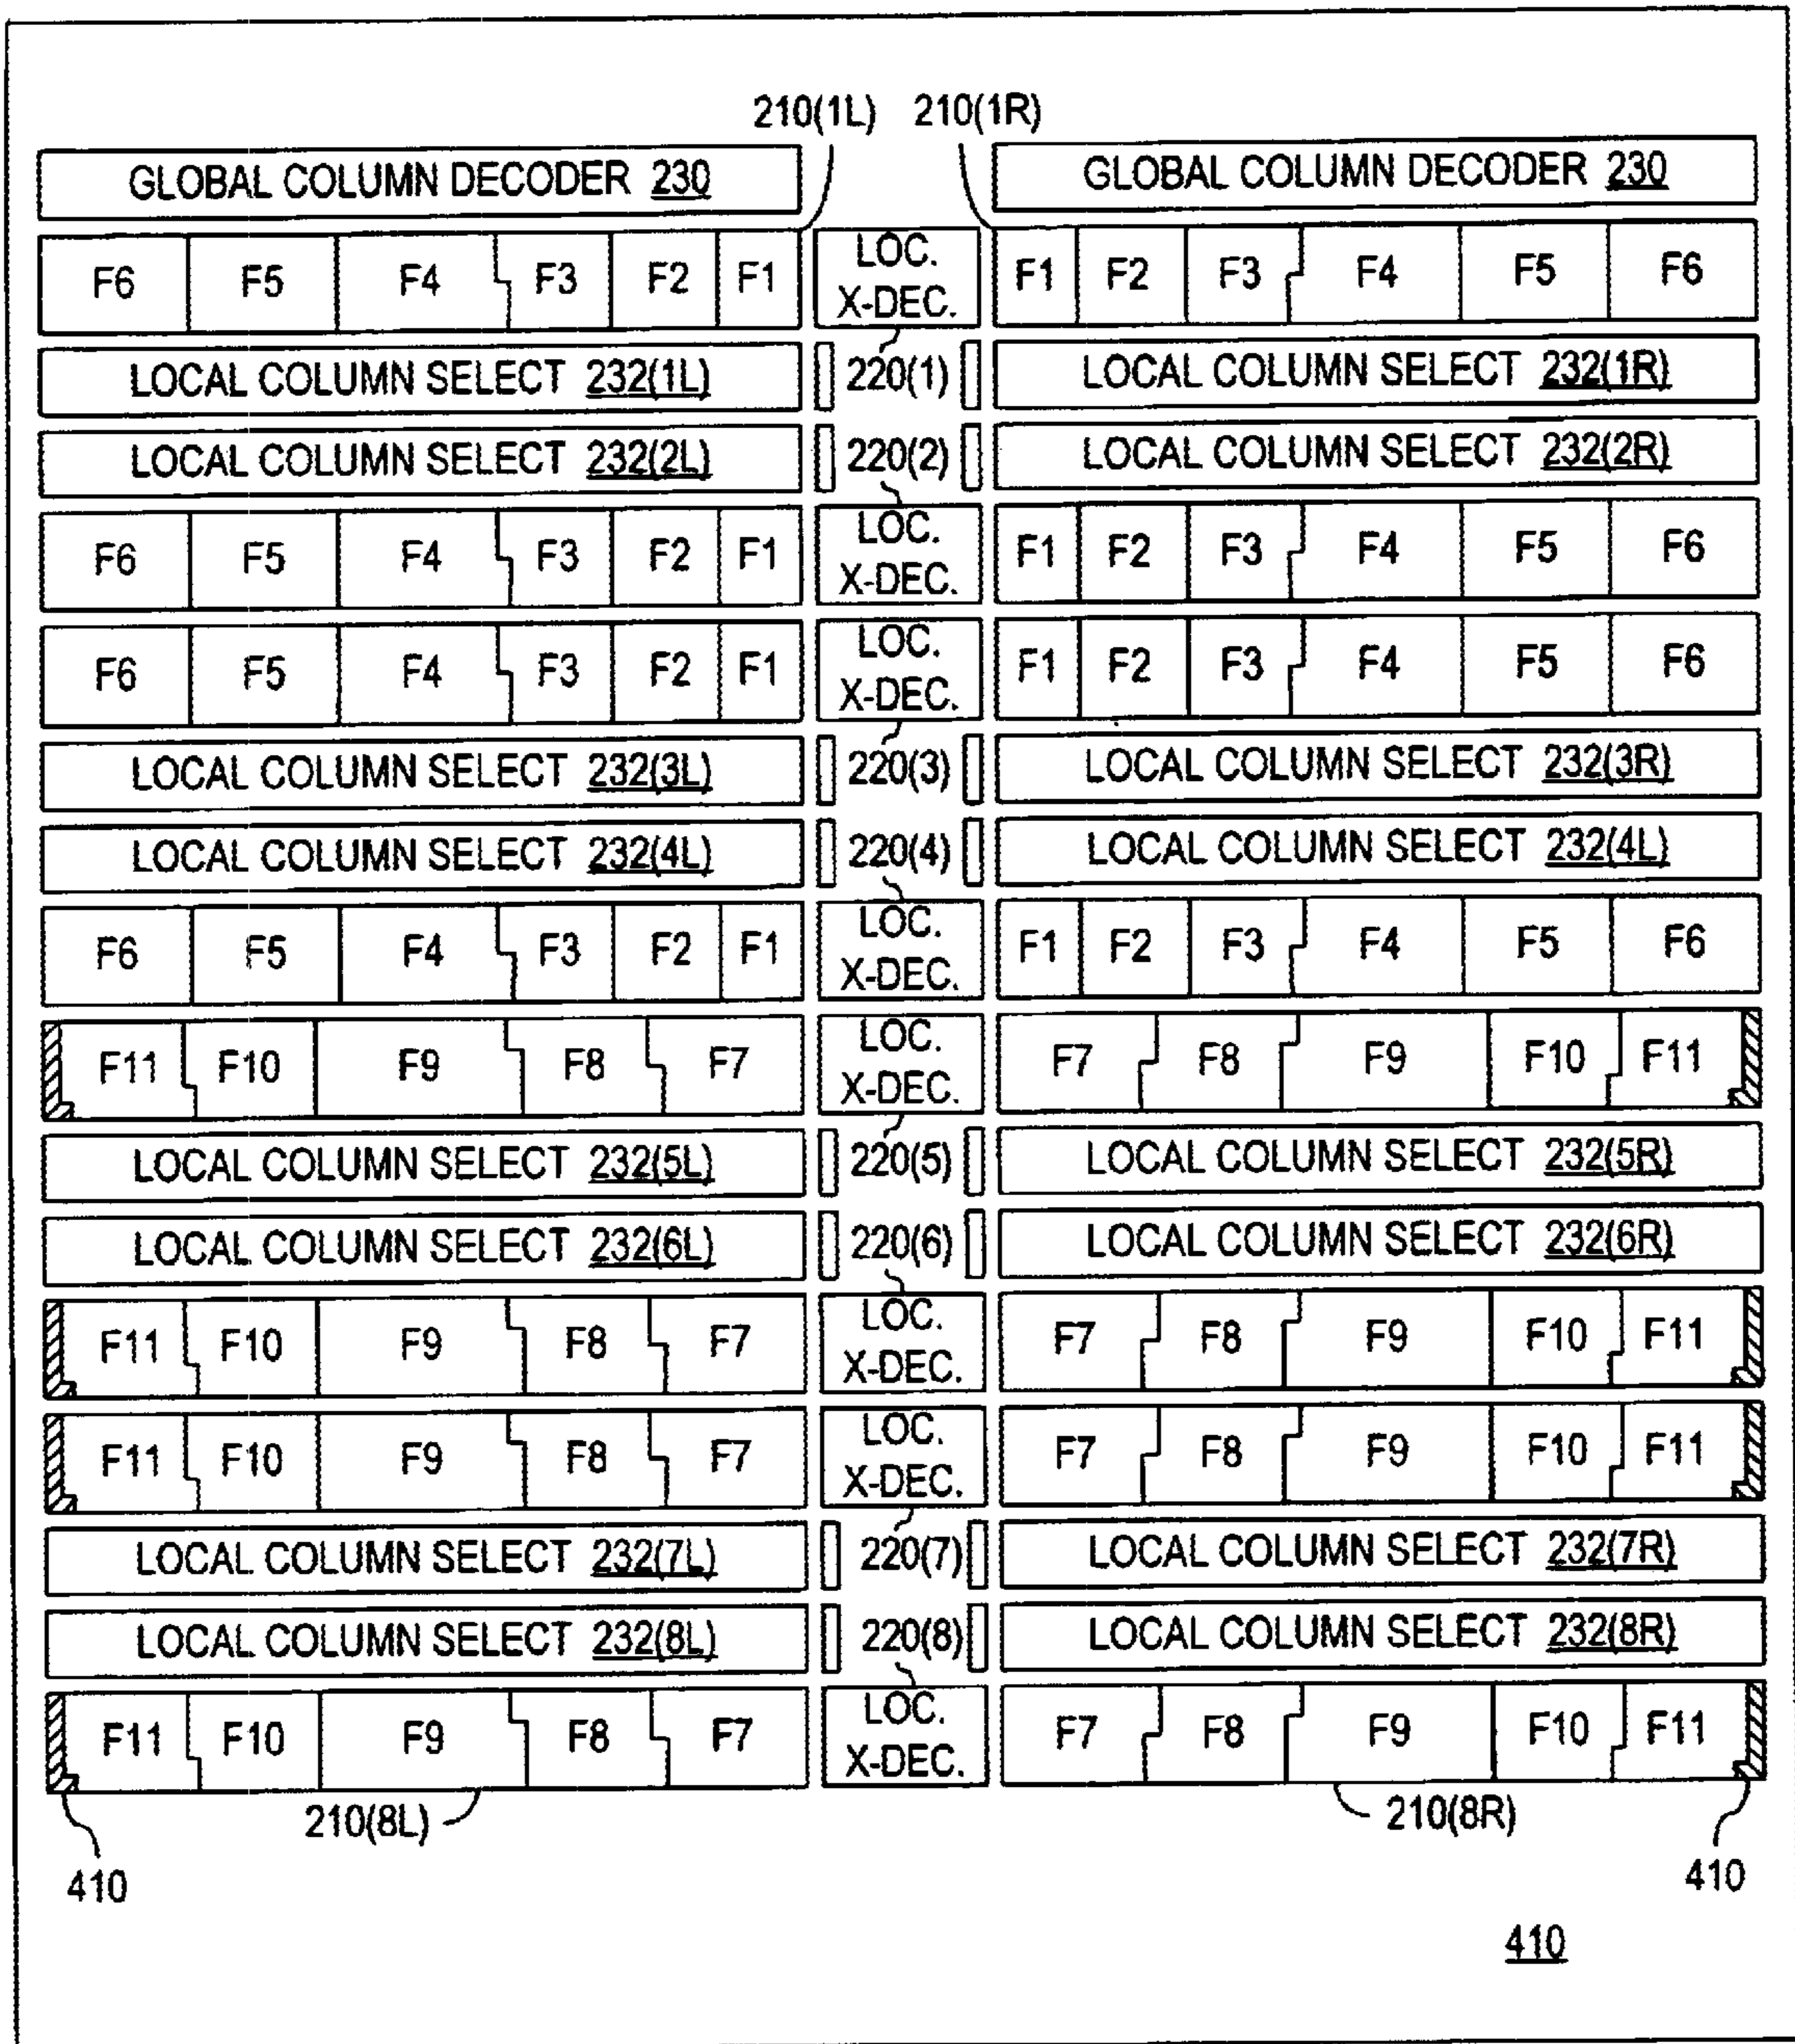 210(1L) 210(1R)
GLOBAL COLUMN DECODER 230 GLOBAL COLUMN DECODER 230
F6 F5 F4 F3 F2 F1 LOC. X-DEC. F1 F2 F3 F4 F5 F6
LOCAL COLUMN SELECT 232(1L) 220(1) LOCAL COLUMN SELECT 232(1R)
LOCAL COLUMN SELECT 232(2L) 220(2) LOCAL COLUMN SELECT 232(2R)
F6 F5 F4 F3 F2 F1 LOC. X-DEC. F1 F2 F3 F4 F5 F6
F6 F5 F4 F3 F2 F1 LOC. X-DEC. F1 F2 F3 F4 F5 F6
LOCAL COLUMN SELECT 232(3L) 220(3) LOCAL COLUMN SELECT 232(3R)
LOCAL COLUMN SELECT 232(4L) 220(4) LOCAL COLUMN SELECT 232(4L)
F6 F5 F4 F3 F2 F1 LOC. X-DEC. F1 F2 F3 F4 F5 F6
F11 F10 F9 F8 F7 LOC. X-DEC. F7 F8 F9 F10 F11
LOCAL COLUMN SELECT 232(5L) 220(5) LOCAL COLUMN SELECT 232(5R)
LOCAL COLUMN SELECT 232(6L) 220(6) LOCAL COLUMN SELECT 232(6R)
F11 F10 F9 F8 F7 LOC. X-DEC. F7 F8 F9 F10 F11
F11 F10 F9 F8 F7 LOC. X-DEC. F7 F8 F9 F10 F11
LOCAL COLUMN SELECT 232(7L) 220(7) LOCAL COLUMN SELECT 232(7R)
LOCAL COLUMN SELECT 232(8L) 220(8) LOCAL COLUMN SELECT 232(8R)
F11 F10 F9 F8 F7 LOC. X-DEC. F7 F8 F9 F10 F11
210(8L) 210(8R)
410 410
410